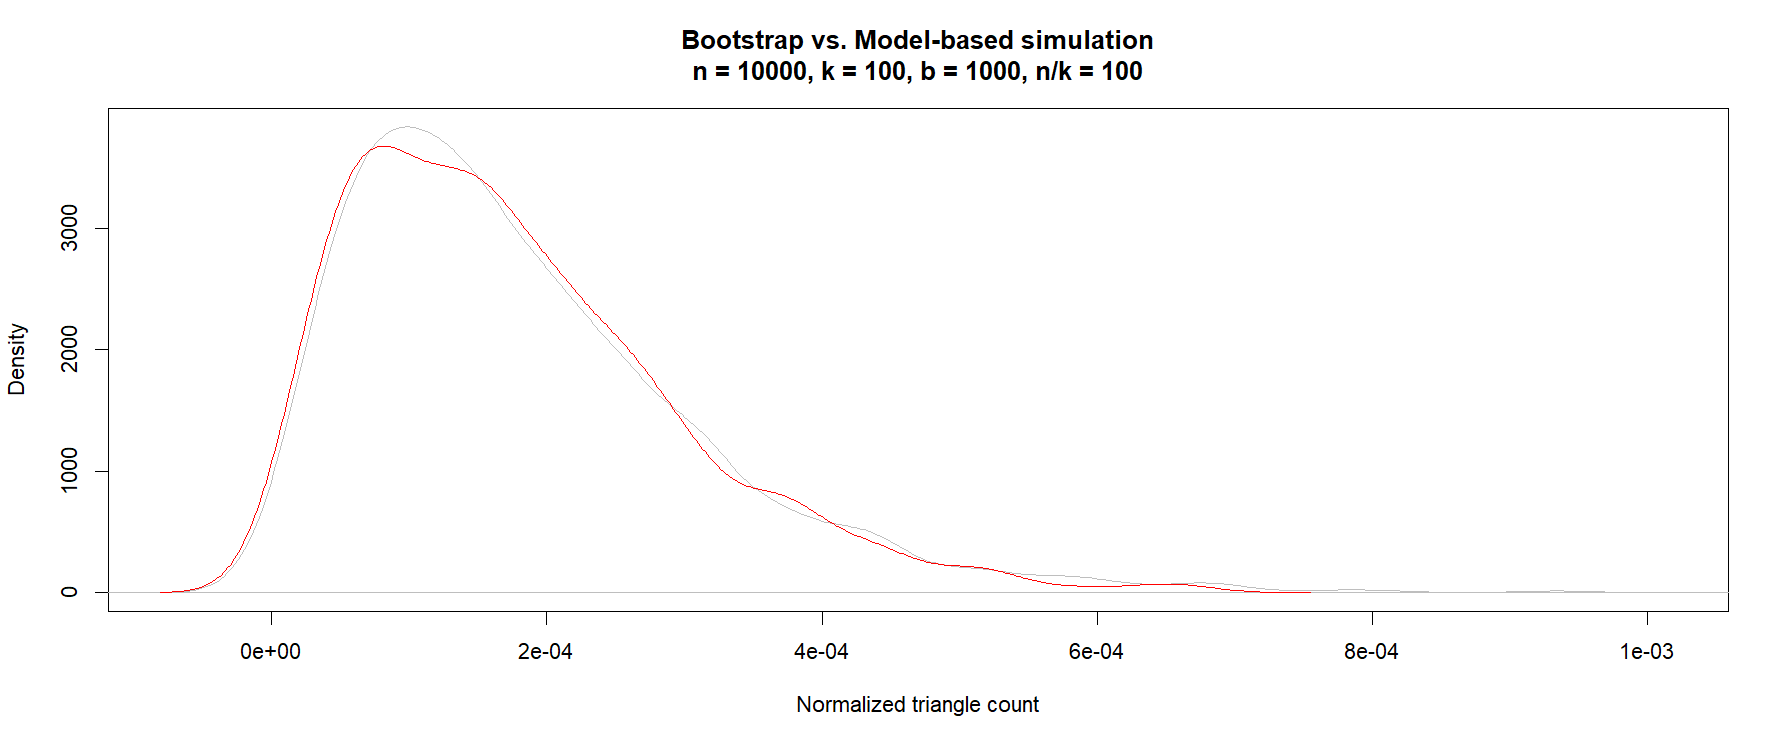 Bootstrap vs. Model-based simulation
n = 10000, k = 100, b = 1000, n/k = 100
Density
3000
2000
1000
0
0e+00 2e-04 4e-04 6e-04 8e-04 1e-03
Normalized triangle count